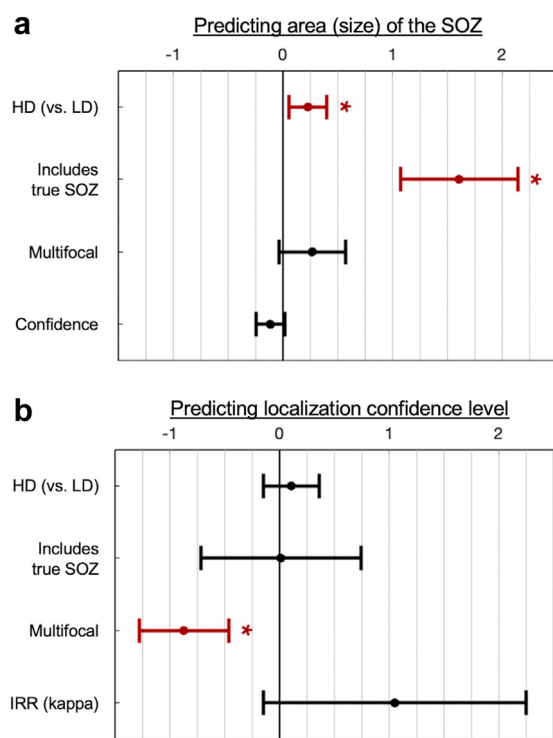 a
Predicting area (size) of the SOZ
-1 0 1 2
HD (vs. LD)
*
Includes
true SOZ
*
Multifocal
Confidence
b
Predicting localization confidence level
-1 0 1 2
HD (vs. LD)
Includes
true SOZ
Multifocal
*
IRR (kappa)